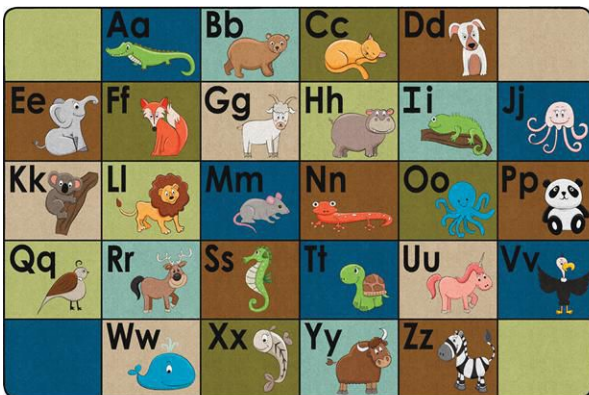 Aa Bb Cc Dd
Ee Ff Gg Hh Ii Jj
Kk Ll Mm Nn Oo Pp
Qq Rr Ss Tt Uu Vv
Ww Xx Yy Zz